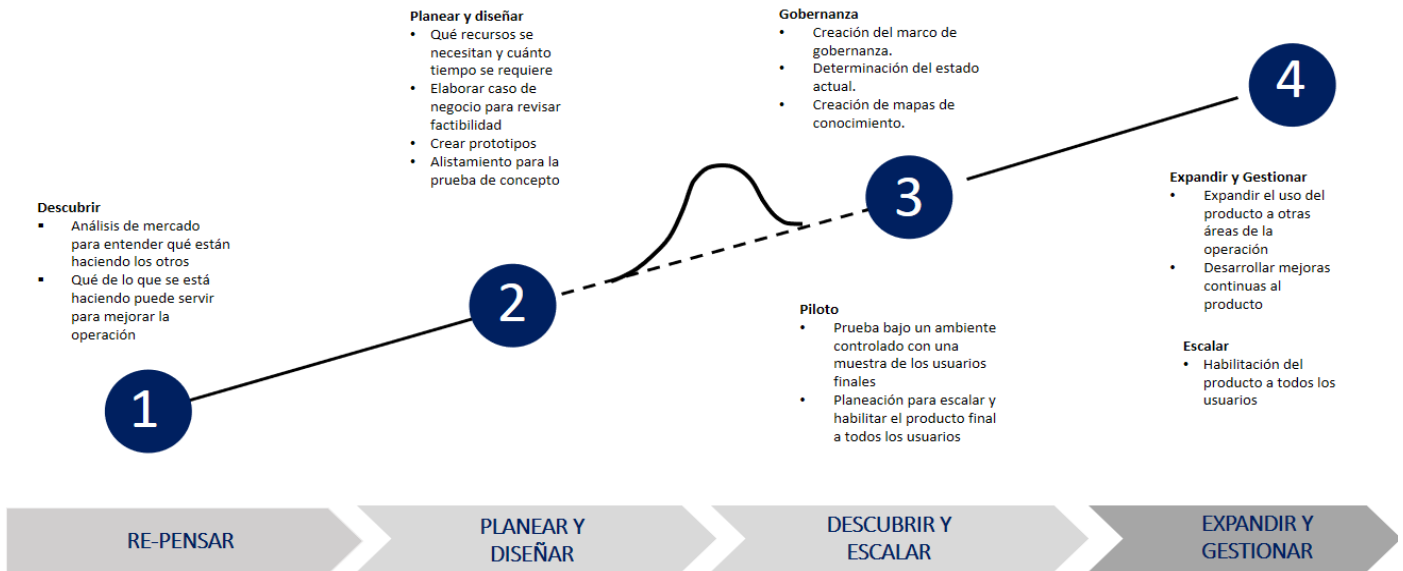 Descubrir
▪ Análisis de mercado
para entender qué están
haciendo los otros
▪ Qué de lo que se está
haciendo puede servir
para mejorar la
operación
1
Planear y diseñar
• Qué recursos se
necesitan y cuánto
tiempo se requiere
• Elaborar caso de
negocio para revisar
factibilidad
• Crear prototipos
• Alistamiento para la
prueba de concepto
2
Gobernanza
• Creación del marco de
gobernanza.
• Determinación del estado
actual.
• Creación de mapas de
conocimiento.
3
Piloto
• Prueba bajo un ambiente
controlado con una
muestra de los usuarios
finales
• Planeación para escalar y
habilitar el producto final
a todos los usuarios
4
Expandir y Gestionar
• Expandir el uso del
producto a otras
áreas de la
operación
• Desarrollar mejoras
continuas al
producto
Escalar
• Habilitación del
producto a todos los
usuarios
RE-PENSAR
PLANEAR Y
DISEÑAR
DESCUBRIR Y
ESCALAR
EXPANDIR Y
GESTIONAR